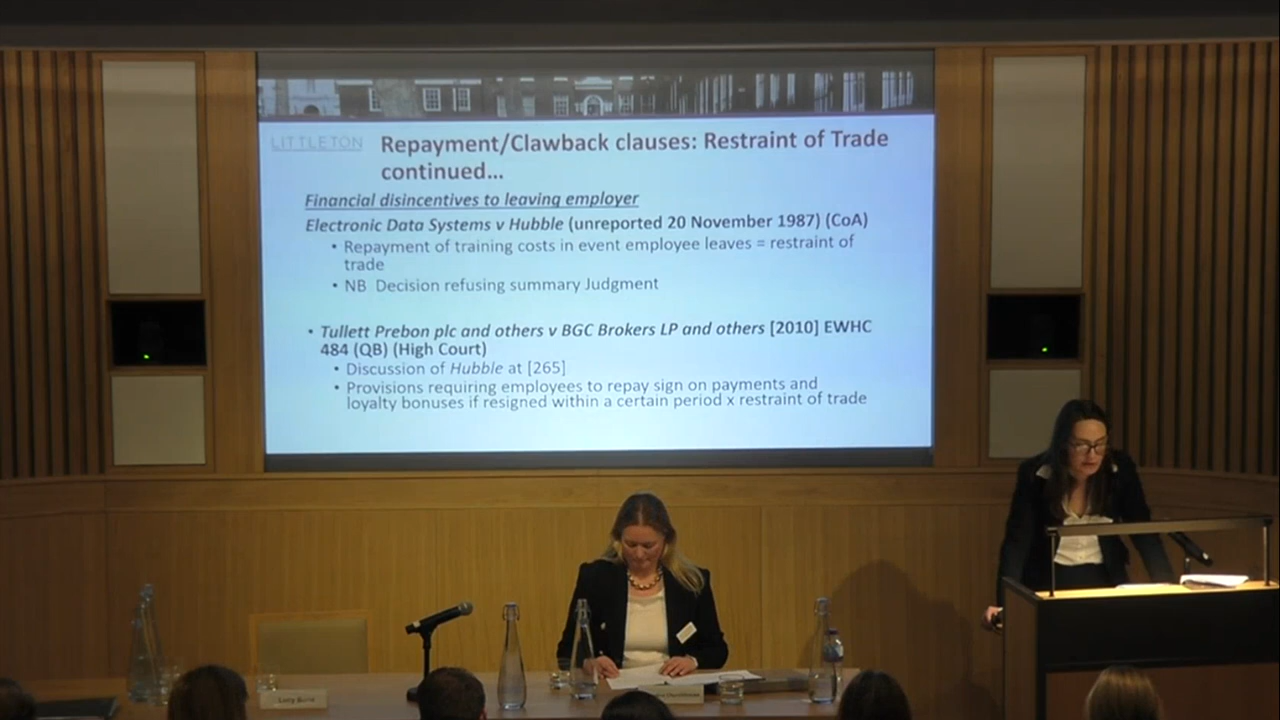 LITTLETON
Repayment/Clawback clauses: Restraint of Trade
continued...
Financial disincentives to leaving employer
Electronic Data Systems v Hubble (unreported 20 November 1987) (CoA)
• Repayment of training costs in event employee leaves = restraint of
trade
• NB Decision refusing summary Judgment
• Tullett Prebon plc and others v BGC Brokers LP and others [2010] EWHC
484 (QB) (High Court)
• Discussion of Hubble at [265]
• Provisions requiring employees to repay sign on payments and
loyalty bonuses if resigned within a certain period x restraint of trade